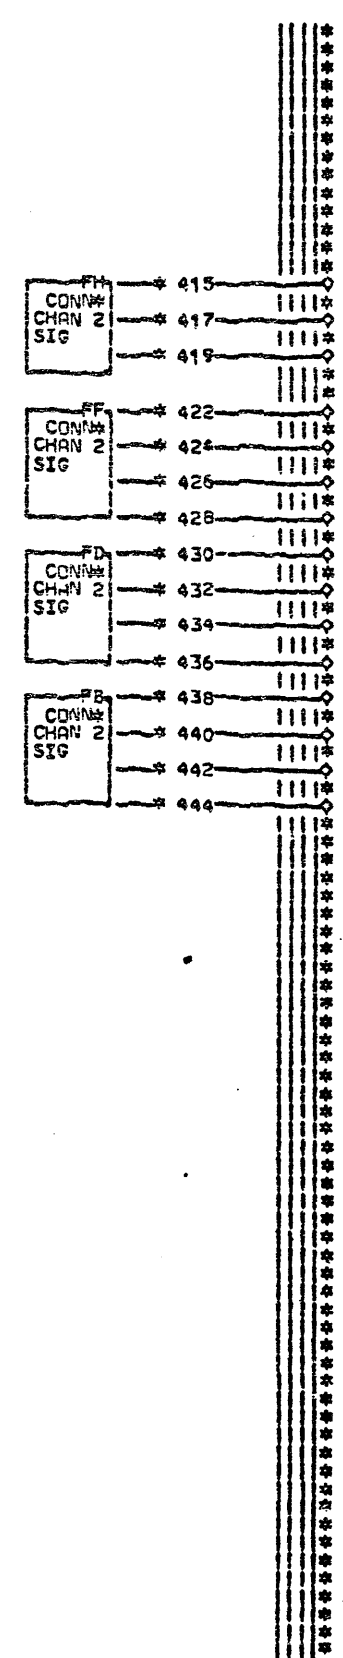 FH * 415
CONN*
CHAN 2 * 417
SIG
* 419
FF * 422
CONN*
CHAN 2 * 424
SIG
* 426
* 428
FD * 430
CONN*
CHAN 2 * 432
SIG
* 434
* 436
FB * 438
CONN*
CHAN 2 * 440
SIG
* 442
* 444